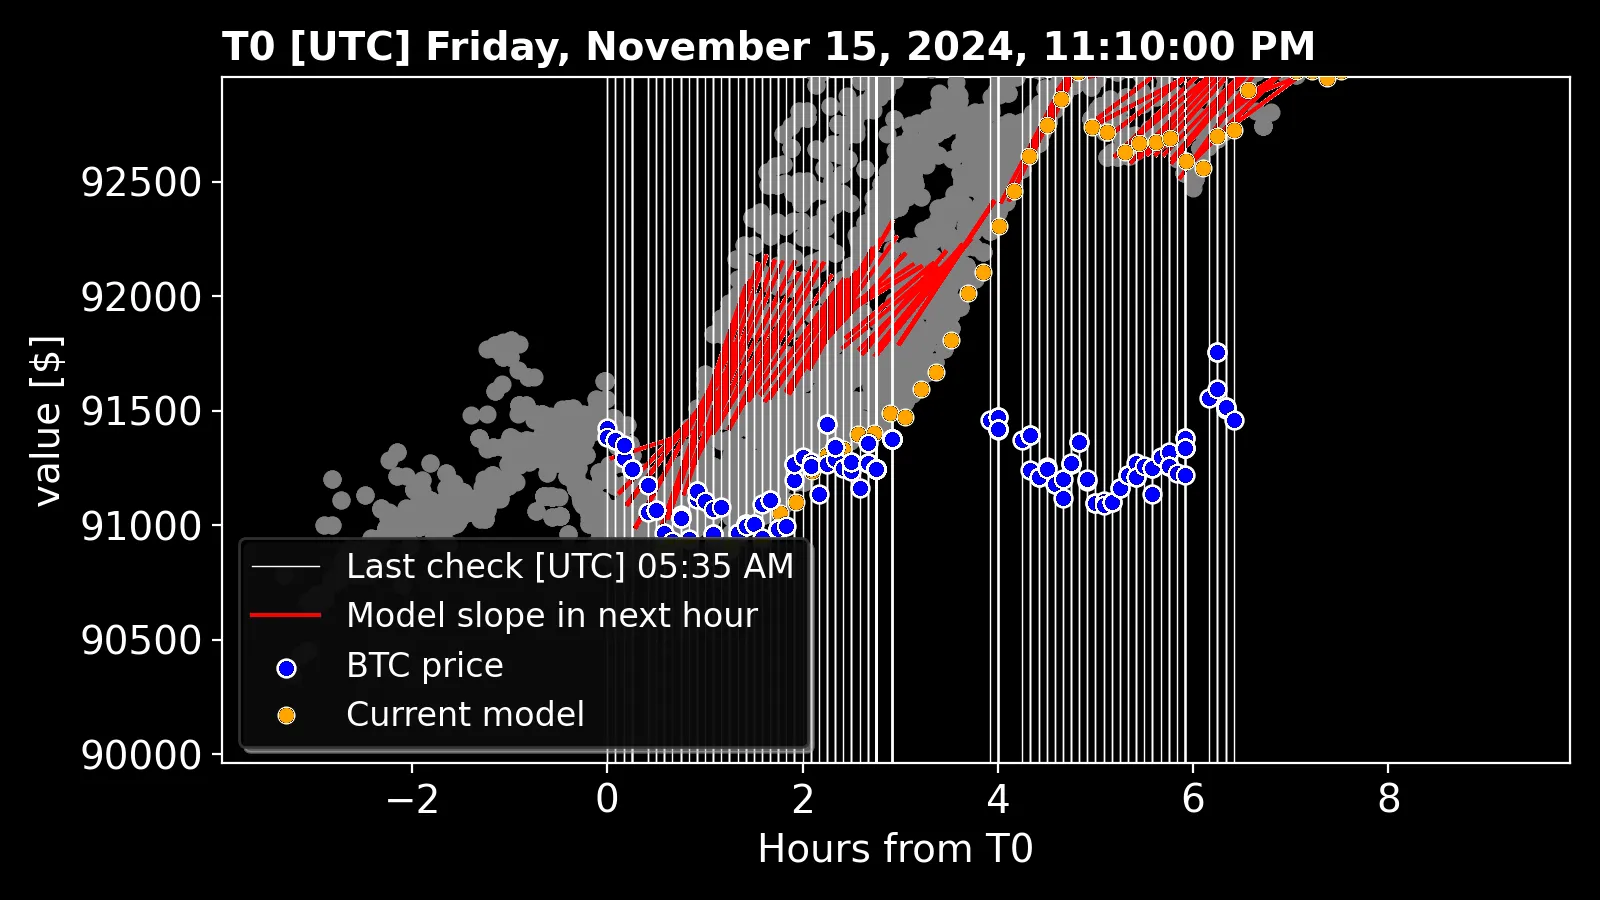 T0 [UTC] Friday, November 15, 2024, 11:10:00 PM
value [$]
92500
92000
91500
91000
90500
90000
Last check [UTC] 05:35 AM
Model slope in next hour
BTC price
Current model
−2 0 2 4 6 8
Hours from T0